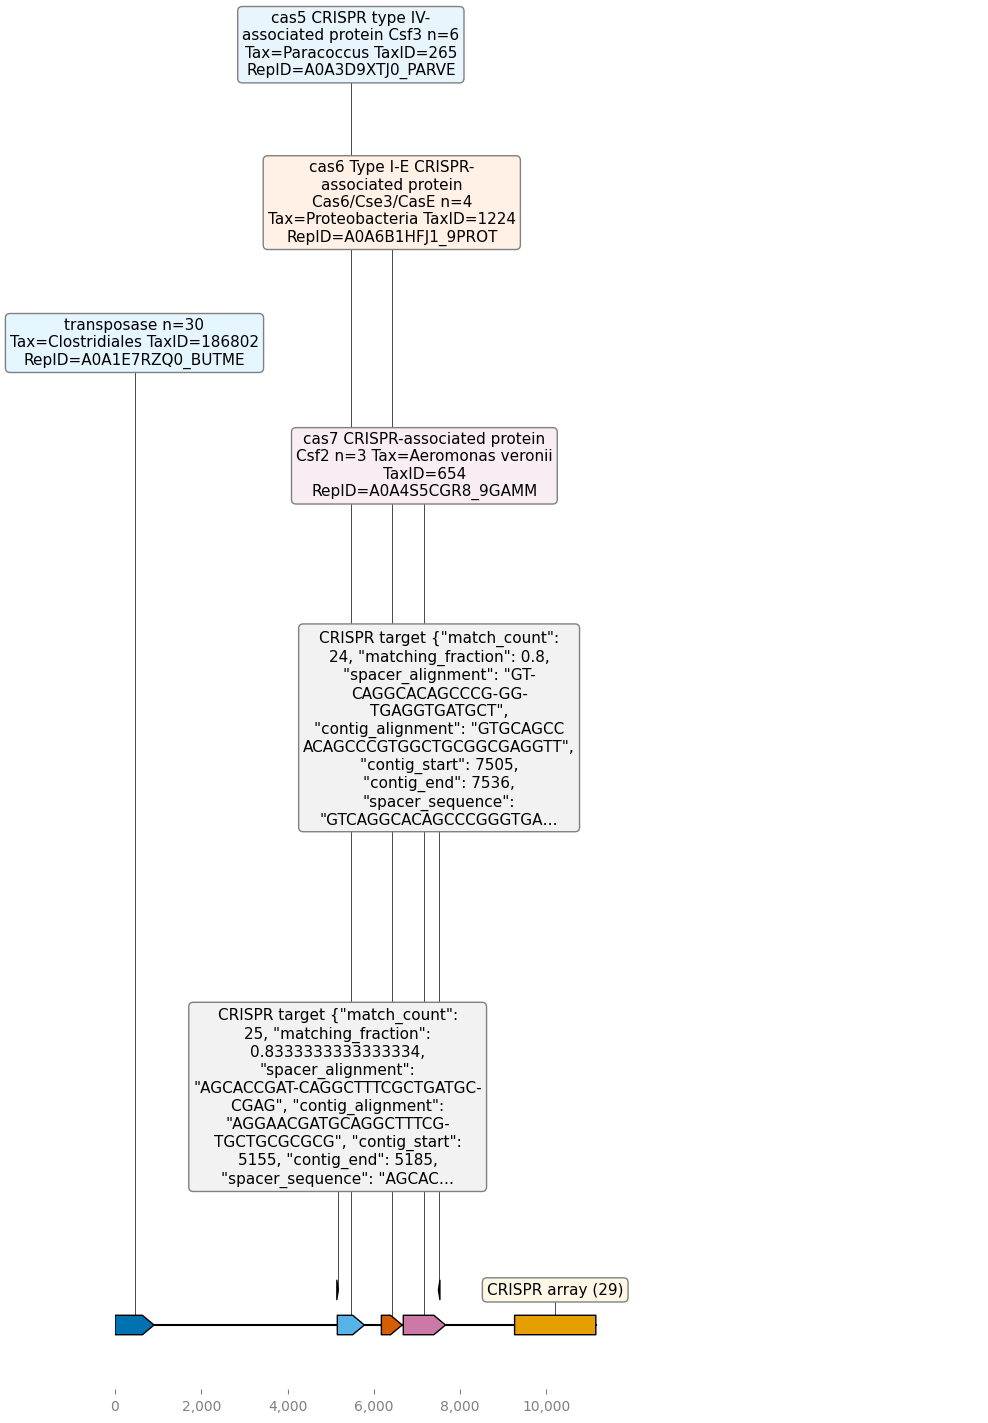 cas5 CRISPR type IV-
associated protein Csf3 n=6
Tax=Paracoccus TaxID=265
RepID=A0A3D9XTJ0_PARVE
cas6 Type I-E CRISPR-
associated protein
Cas6/Cse3/CasE n=4
Tax=Proteobacteria TaxID=1224
RepID=A0A6B1HFJ1_9PROT
transposase n=30
Tax=Clostridiales TaxID=186802
RepID=A0A1E7RZQ0_BUTME
cas7 CRISPR-associated protein
Csf2 n=3 Tax=Aeromonas veronii
TaxID=654
RepID=A0A4S5CGR8_9GAMM
CRISPR target {"match_count":
24, "matching_fraction": 0.8,
"spacer_alignment": "GT-
CAGGCACAGCCCG-GG-
TGAGGTGATGCT",
"contig_alignment": "GTGCAGCC
ACAGCCCGTGGCTGCGGCGAGGTT",
"contig_start": 7505,
"contig_end": 7536,
"spacer_sequence":
"GTCAGGCACAGCCCGGGTGA...
CRISPR target {"match_count":
25, "matching_fraction":
0.8333333333333334,
"spacer_alignment":
"AGCACCGAT-CAGGCTTTCGCTGATGC-
CGAG", "contig_alignment":
"AGGAACGATGCAGGCTTTCG-
TGCTGCGCGCG", "contig_start":
5155, "contig_end": 5185,
"spacer_sequence": "AGCAC...
CRISPR array (29)
0 2,000 4,000 6,000 8,000 10,000